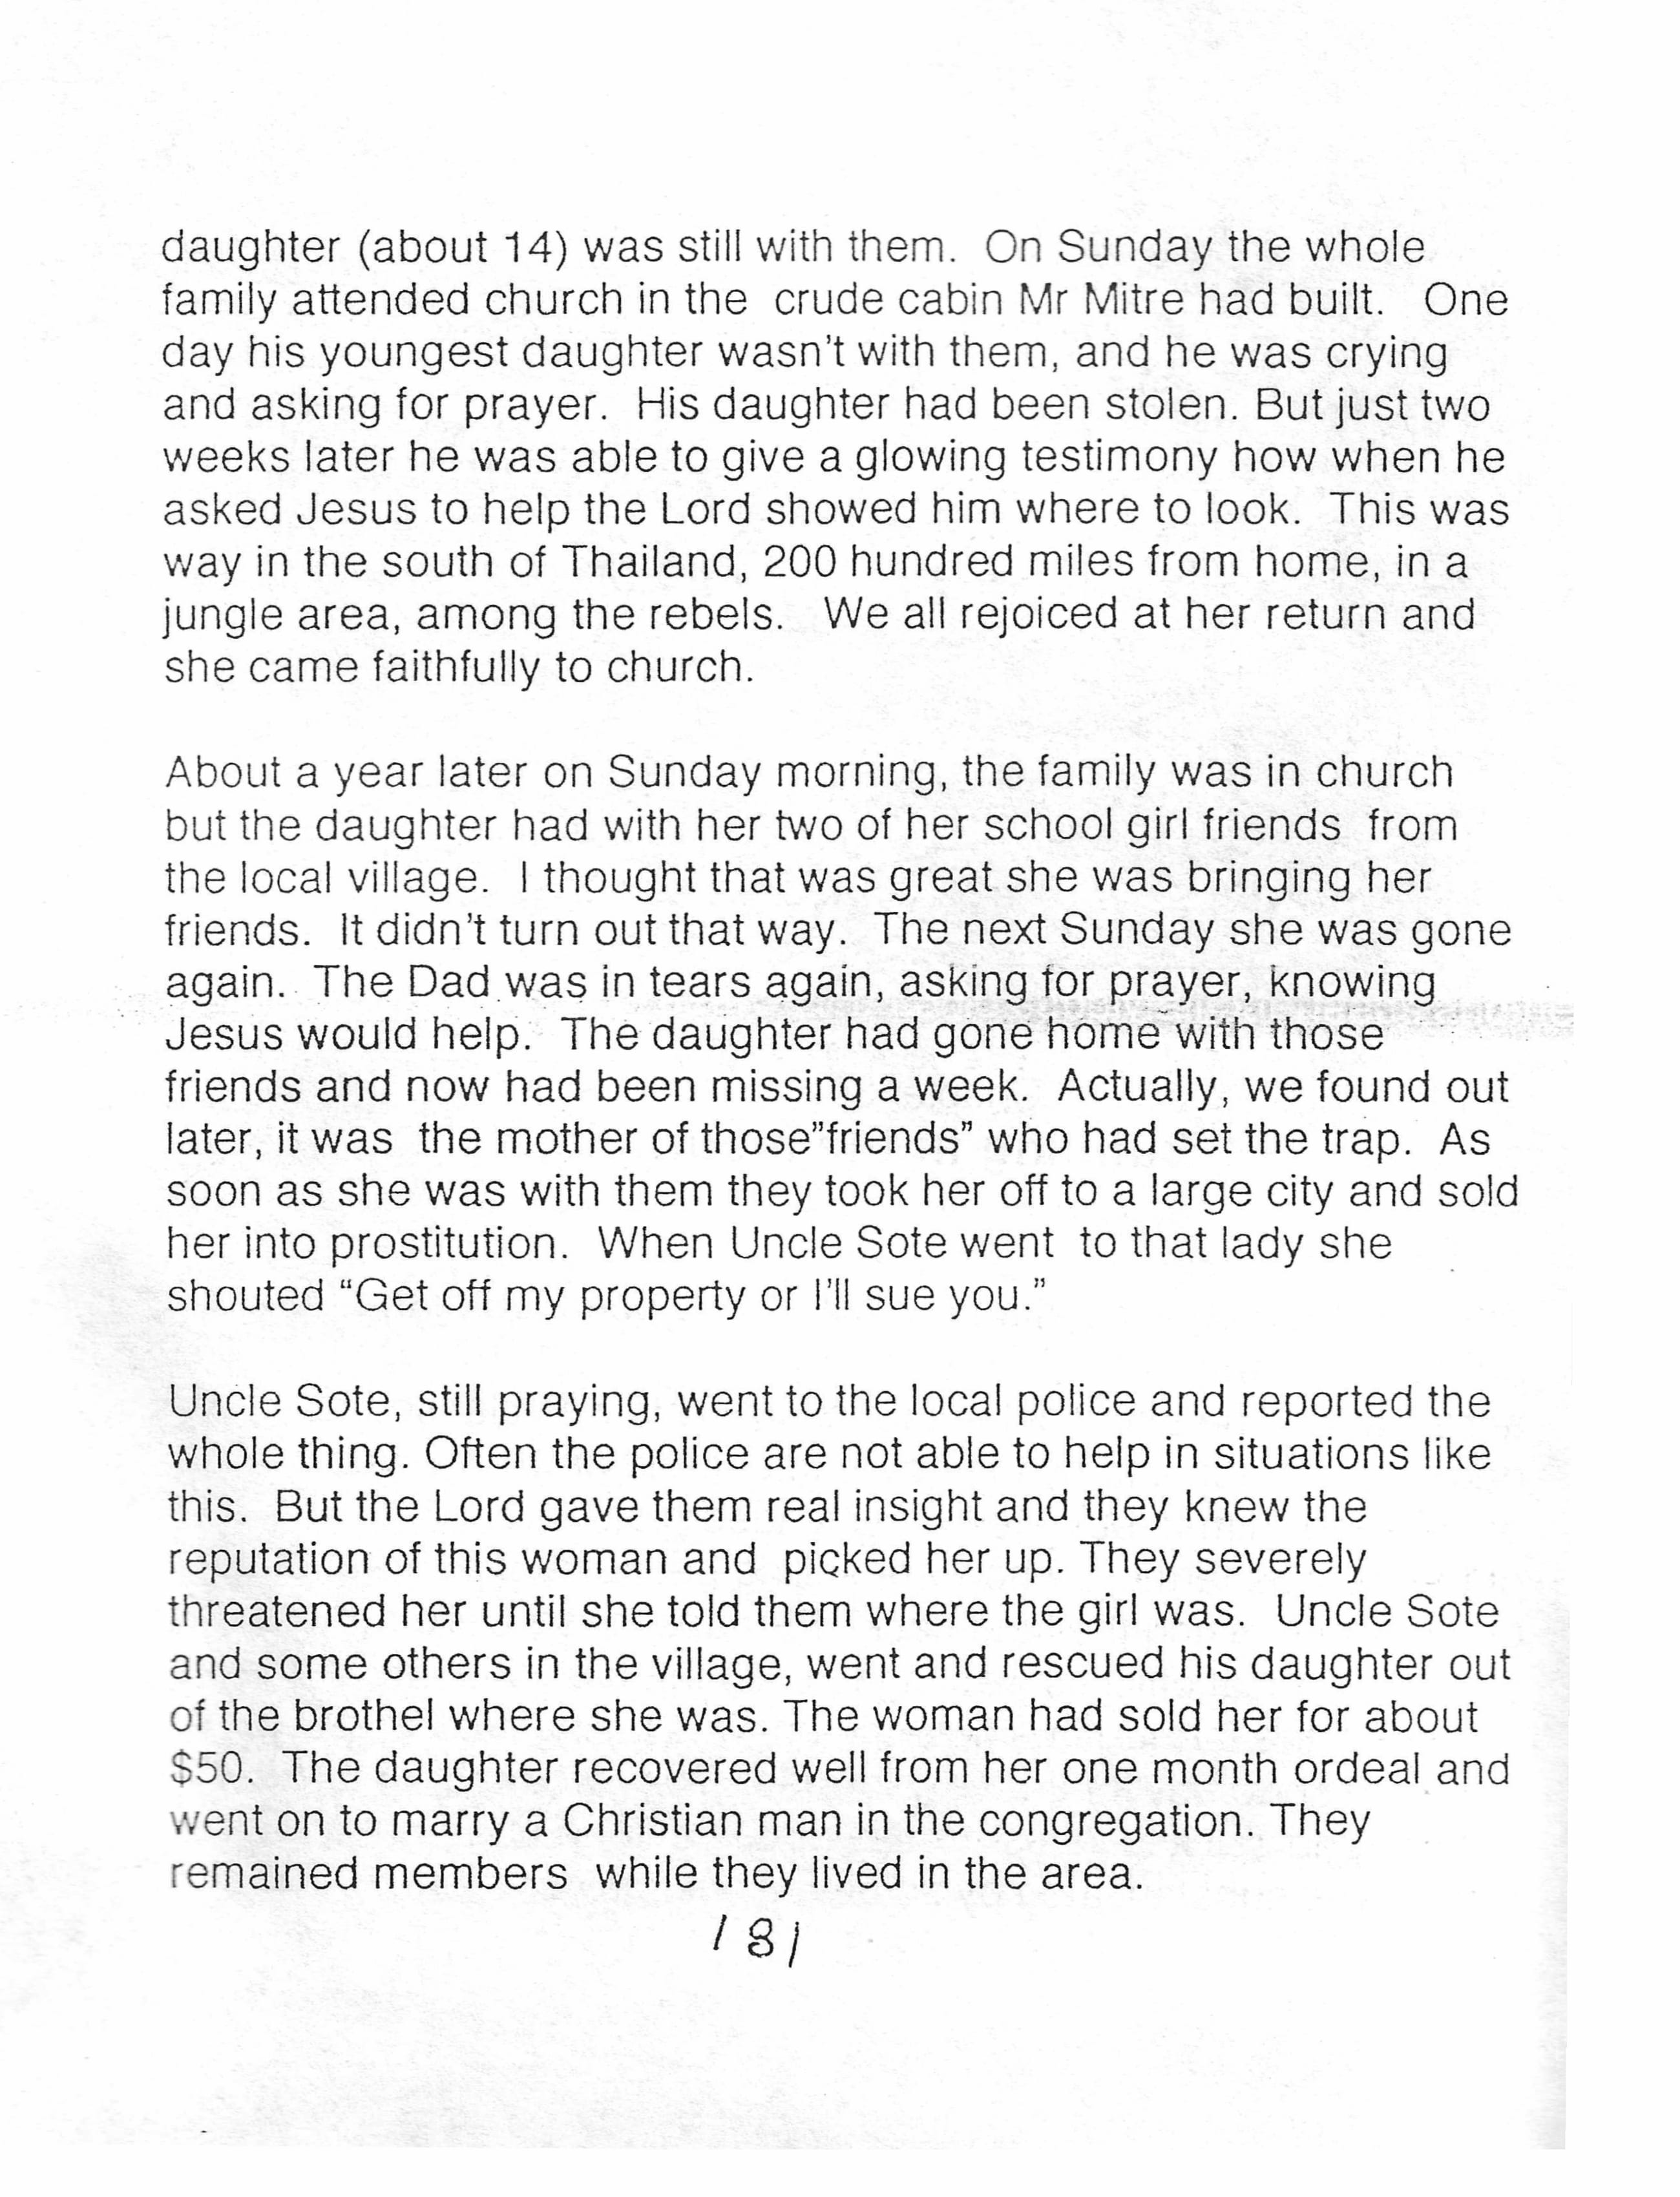 daughter (about 14) was still with them.  On Sunday the whole
family attended church in the  crude cabin Mr Mitre had built.   One
day his youngest daughter wasn't with them, and he was crying
and asking for prayer.  His daughter had been stolen. But just two
weeks later he was able to give a glowing testimony how when he
asked Jesus to help the Lord showed him where to look.  This was
way in the south of Thailand, 200 hundred miles from home, in a
jungle area, among the rebels.   We all rejoiced at her return and
she came faithfully to church.

About a year later on Sunday morning, the family was in church
but the daughter had with her two of her school girl friends  from
the local village.  I thought that was great she was bringing her
friends.  It didn't turn out that way.  The next Sunday she was gone
again.  The Dad was in tears again, asking for prayer, knowing
Jesus would help.  The daughter had gone home with those
friends and now had been missing a week.  Actually, we found out
later, it was  the mother of those”friends” who had set the trap.  As
soon as she was with them they took her off to a large city and sold
her into prostitution.  When Uncle Sote went  to that lady she
shouted “Get off my property or I'll sue you.”

Uncle Sote, still praying, went to the local police and reported the
whole thing. Often the police are not able to help in situations like
this.  But the Lord gave them real insight and they knew the
reputation of this woman and  picked her up. They severely
threatened her until she told them where the girl was.  Uncle Sote
and some others in the village, went and rescued his daughter out
of the brothel where she was. The woman had sold her for about
$50.  The daughter recovered well from her one month ordeal and
went on to marry a Christian man in the congregation. They
remained members  while they lived in the area.
181